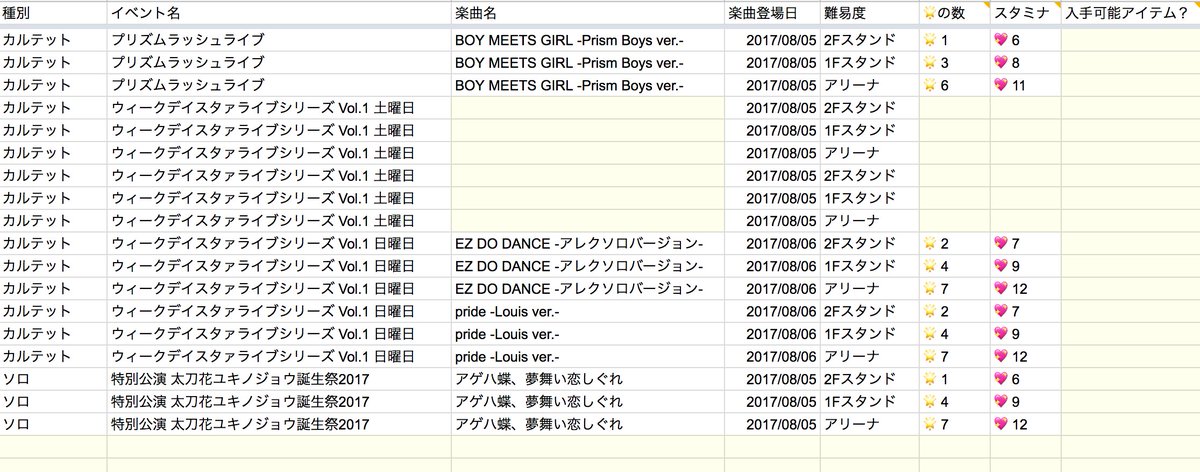 種別 イベント名 楽曲名 楽曲登場日 難易度 🌟の数 スタミナ 入手可能アイテム？
カルテット プリズムラッシュライブ BOY MEETS GIRL -Prism Boys ver.- 2017/08/05 2Fスタンド 🌟 1 💖 6
カルテット プリズムラッシュライブ BOY MEETS GIRL -Prism Boys ver.- 2017/08/05 1Fスタンド 🌟 3 💖 8
カルテット プリズムラッシュライブ BOY MEETS GIRL -Prism Boys ver.- 2017/08/05 アリーナ 🌟 6 💖 11
カルテット ウィークデイスタァライブシリーズ Vol.1 土曜日 2017/08/05 2Fスタンド
カルテット ウィークデイスタァライブシリーズ Vol.1 土曜日 2017/08/05 1Fスタンド
カルテット ウィークデイスタァライブシリーズ Vol.1 土曜日 2017/08/05 アリーナ
カルテット ウィークデイスタァライブシリーズ Vol.1 土曜日 2017/08/05 2Fスタンド
カルテット ウィークデイスタァライブシリーズ Vol.1 土曜日 2017/08/05 1Fスタンド
カルテット ウィークデイスタァライブシリーズ Vol.1 土曜日 2017/08/05 アリーナ
カルテット ウィークデイスタァライブシリーズ Vol.1 日曜日 EZ DO DANCE -アレクソロバージョン- 2017/08/06 2Fスタンド 🌟 2 💖 7
カルテット ウィークデイスタァライブシリーズ Vol.1 日曜日 EZ DO DANCE -アレクソロバージョン- 2017/08/06 1Fスタンド 🌟 4 💖 9
カルテット ウィークデイスタァライブシリーズ Vol.1 日曜日 EZ DO DANCE -アレクソロバージョン- 2017/08/06 アリーナ 🌟 7 💖 12
カルテット ウィークデイスタァライブシリーズ Vol.1 日曜日 pride -Louis ver.- 2017/08/06 2Fスタンド 🌟 2 💖 7
カルテット ウィークデイスタァライブシリーズ Vol.1 日曜日 pride -Louis ver.- 2017/08/06 1Fスタンド 🌟 4 💖 9
カルテット ウィークデイスタァライブシリーズ Vol.1 日曜日 pride -Louis ver.- 2017/08/06 アリーナ 🌟 7 💖 12
ソロ 特別公演 太刀花ユキノジョウ誕生祭2017 アゲハ蝶、夢舞い恋しぐれ 2017/08/05 2Fスタンド 🌟 1 💖 6
ソロ 特別公演 太刀花ユキノジョウ誕生祭2017 アゲハ蝶、夢舞い恋しぐれ 2017/08/05 1Fスタンド 🌟 4 💖 9
ソロ 特別公演 太刀花ユキノジョウ誕生祭2017 アゲハ蝶、夢舞い恋しぐれ 2017/08/05 アリーナ 🌟 7 💖 12